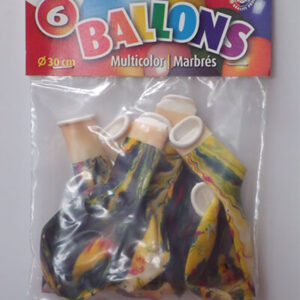 6
BALLONS
Ø 30 cm
Multicolor | Marbrés